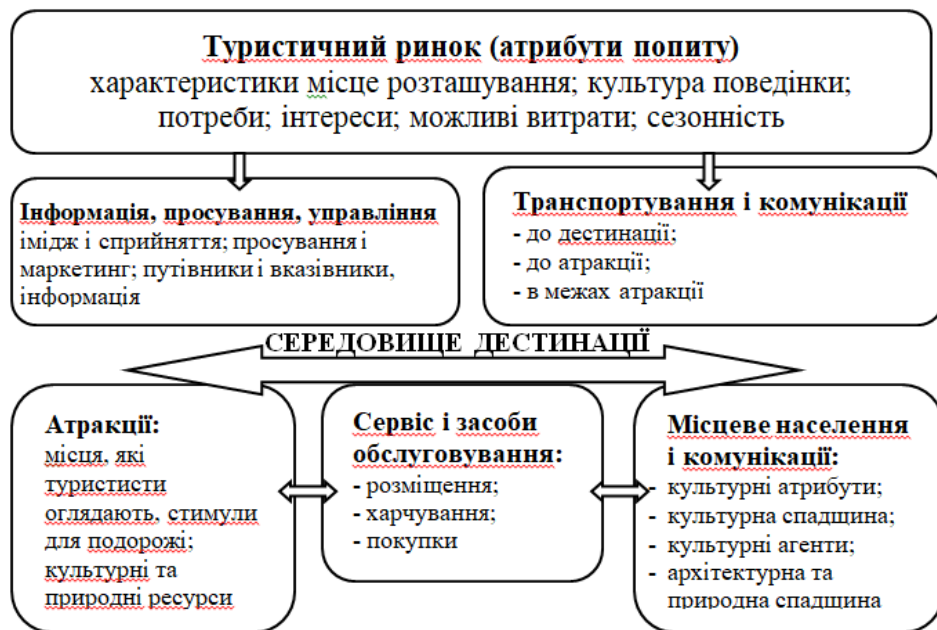 Туристичний ринок (атрибути попиту)
характеристики місце розташування; культура поведінки;
потреби; інтереси; можливі витрати; сезонність
Інформація, просування, управління
імідж і сприйняття; просування і
маркетинг; путівники і вказівники,
інформація
Транспортування і комунікації
- до дестинації;
- до атракції;
- в межах атракції
СЕРЕДОВИЩЕ ДЕСТИНАЦІЇ
Атракції:
місця, які
туристисти
оглядають, стимули
для подорожі;
культурні та
природні ресурси
Сервіс і засоби
обслуговування:
- розміщення;
- харчування;
- покупки
Місцеве населення
і комунікації:
- культурні атрибути;
- культурна спадщина;
- культурні агенти;
- архітектурна та
природна спадщина